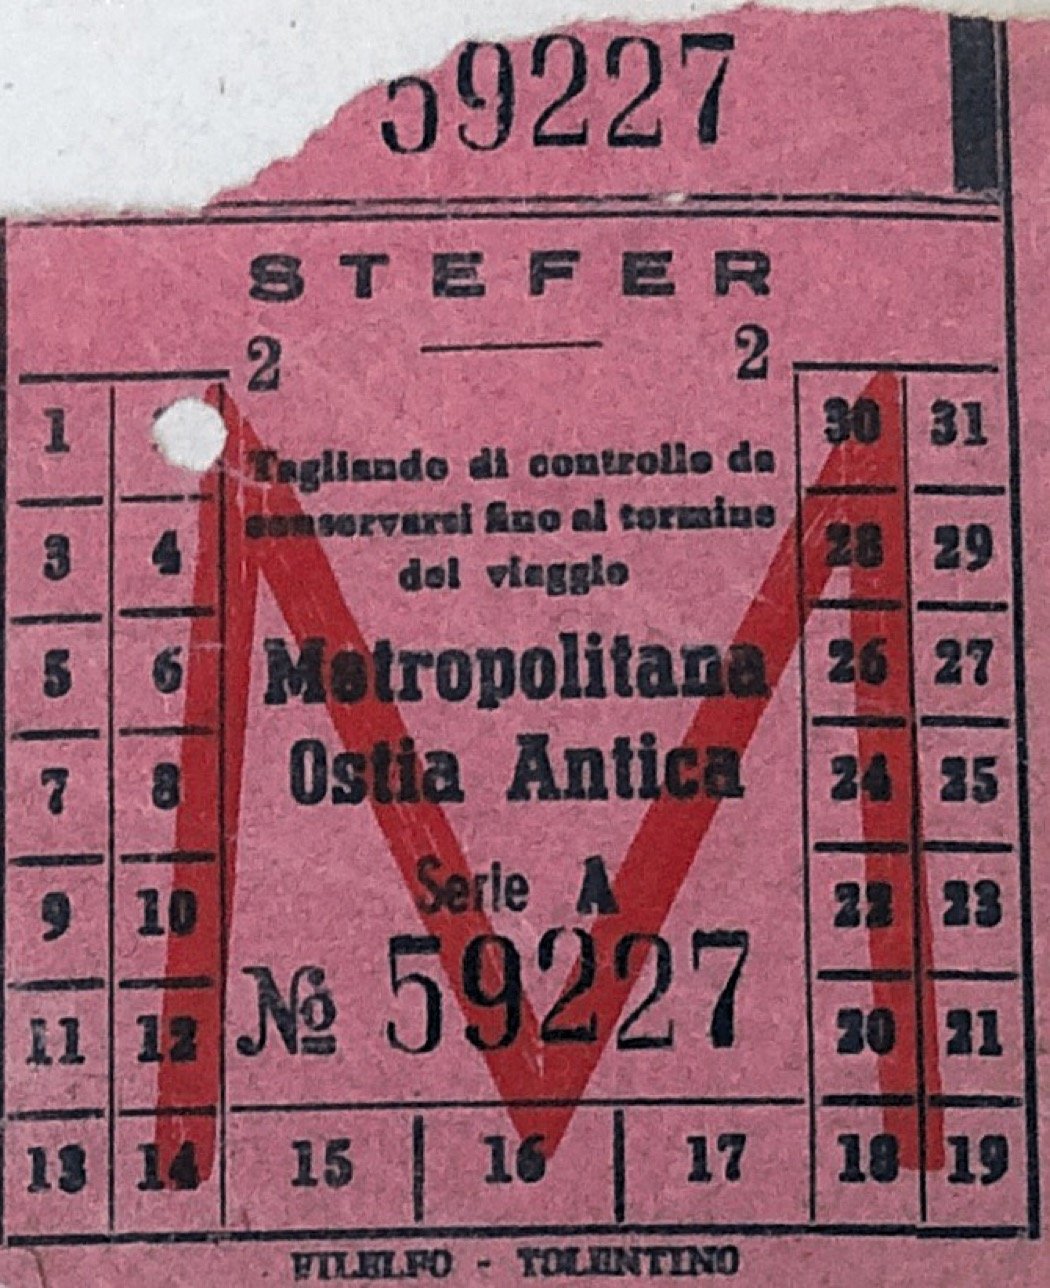 59227
STEFER
2 2
1 30 31
Tagliando di controllo da
conservarsi fino al termine
del viaggio
3 4 28 29
Metropolitana
5 6 26 27
Ostia Antica
7 8 24 25
Serie A
9 10 22 23
№ 59227
11 12 20 21
13 14 15 16 17 18 19
FILELFO - TOLENTINO
M